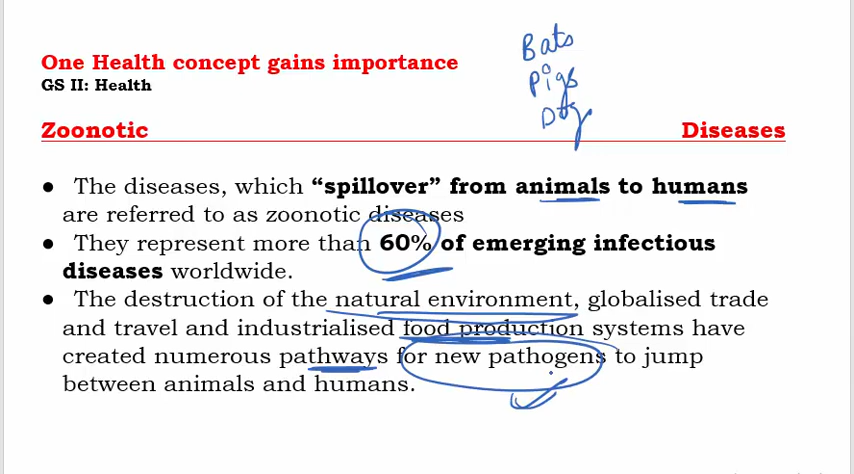 One Health concept gains importance
GS II: Health
Bats
Pigs
Dog
Zoonotic Diseases
● The diseases, which “spillover” from animals to humans
are referred to as zoonotic diseases
● They represent more than 60% of emerging infectious
diseases worldwide.
● The destruction of the natural environment, globalised trade
and travel and industrialised food production systems have
created numerous pathways for new pathogens to jump
between animals and humans.